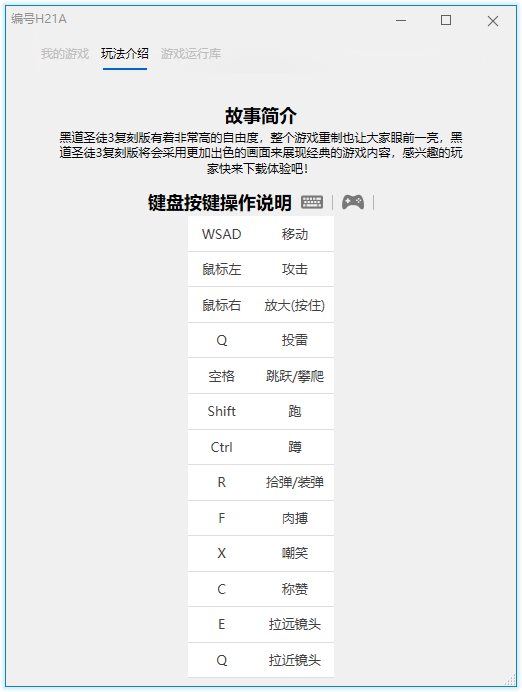 编号H21A
我的游戏 玩法介绍 游戏运行库
故事简介
黑道圣徒3复刻版有着非常高的自由度，整个游戏重制也让大家眼前一亮，黑
道圣徒3复刻版将会采用更加出色的画面来展现经典的游戏内容，感兴趣的玩
家快来下载体验吧！
键盘按键操作说明
WSAD 移动
鼠标左 攻击
鼠标右 放大(按住)
Q 投雷
空格 跳跃/攀爬
Shift 跑
Ctrl 蹲
R 拾弹/装弹
F 肉搏
X 嘲笑
C 称赞
E 拉远镜头
Q 拉近镜头